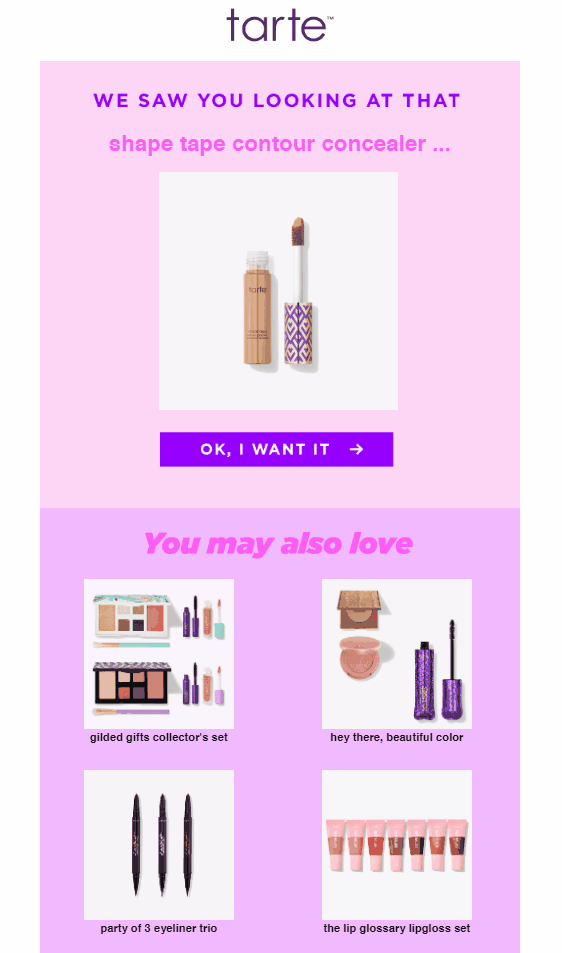 tarte™
WE SAW YOU LOOKING AT THAT
shape tape contour concealer ...
tarte
OK, I WANT IT →
You may also love
gilded gifts collector's set
hey there, beautiful color
party of 3 eyeliner trio
the lip glossary lipgloss set